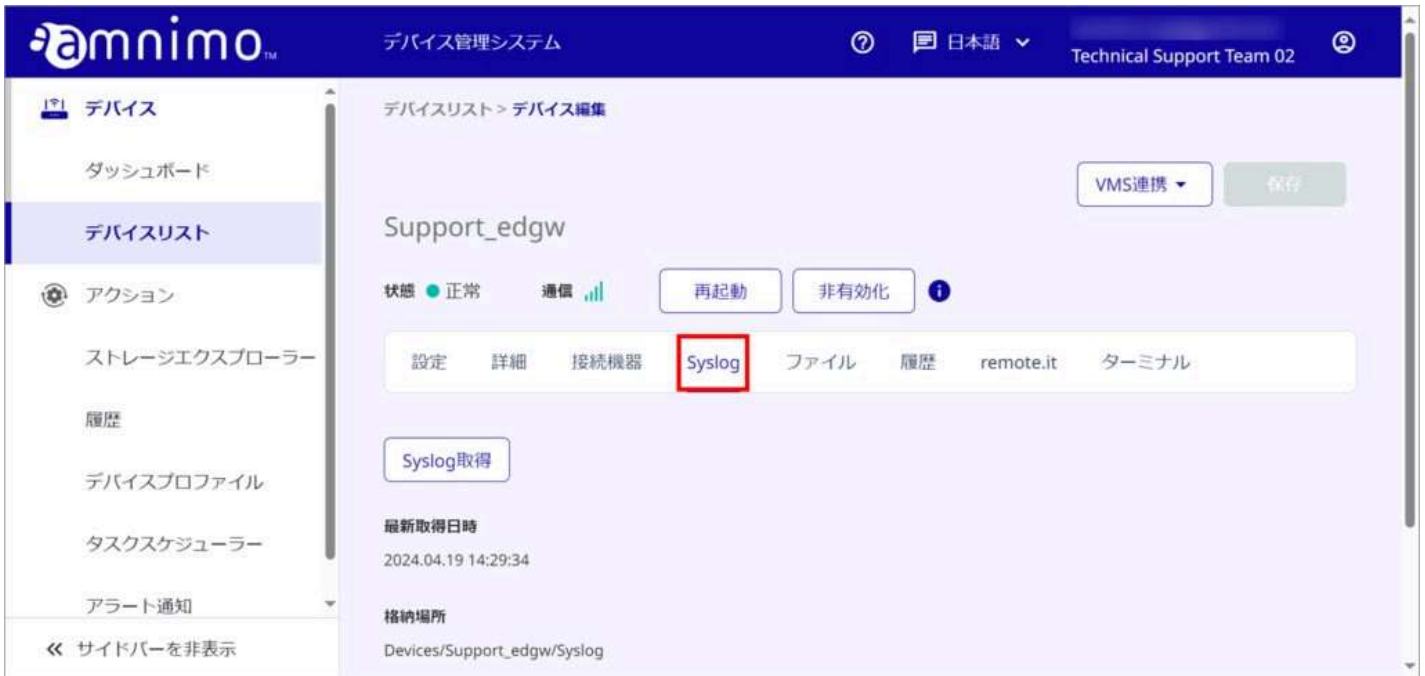 amnimo™
デバイス管理システム
日本語
Technical Support Team 02
デバイス
ダッシュボード
デバイスリスト
アクション
ストレージエクスプローラー
履歴
デバイスプロファイル
タスクスケジューラー
アラート通知
サイドバーを非表示
デバイスリスト > デバイス編集
VMS連携
保存
Support_edgw
状態 正常 通信 再起動 非有効化
設定 詳細 接続機器 Syslog ファイル 履歴 remote.it ターミナル
Syslog取得
最新取得日時
2024.04.19 14:29:34
格納場所
Devices/Support_edgw/Syslog